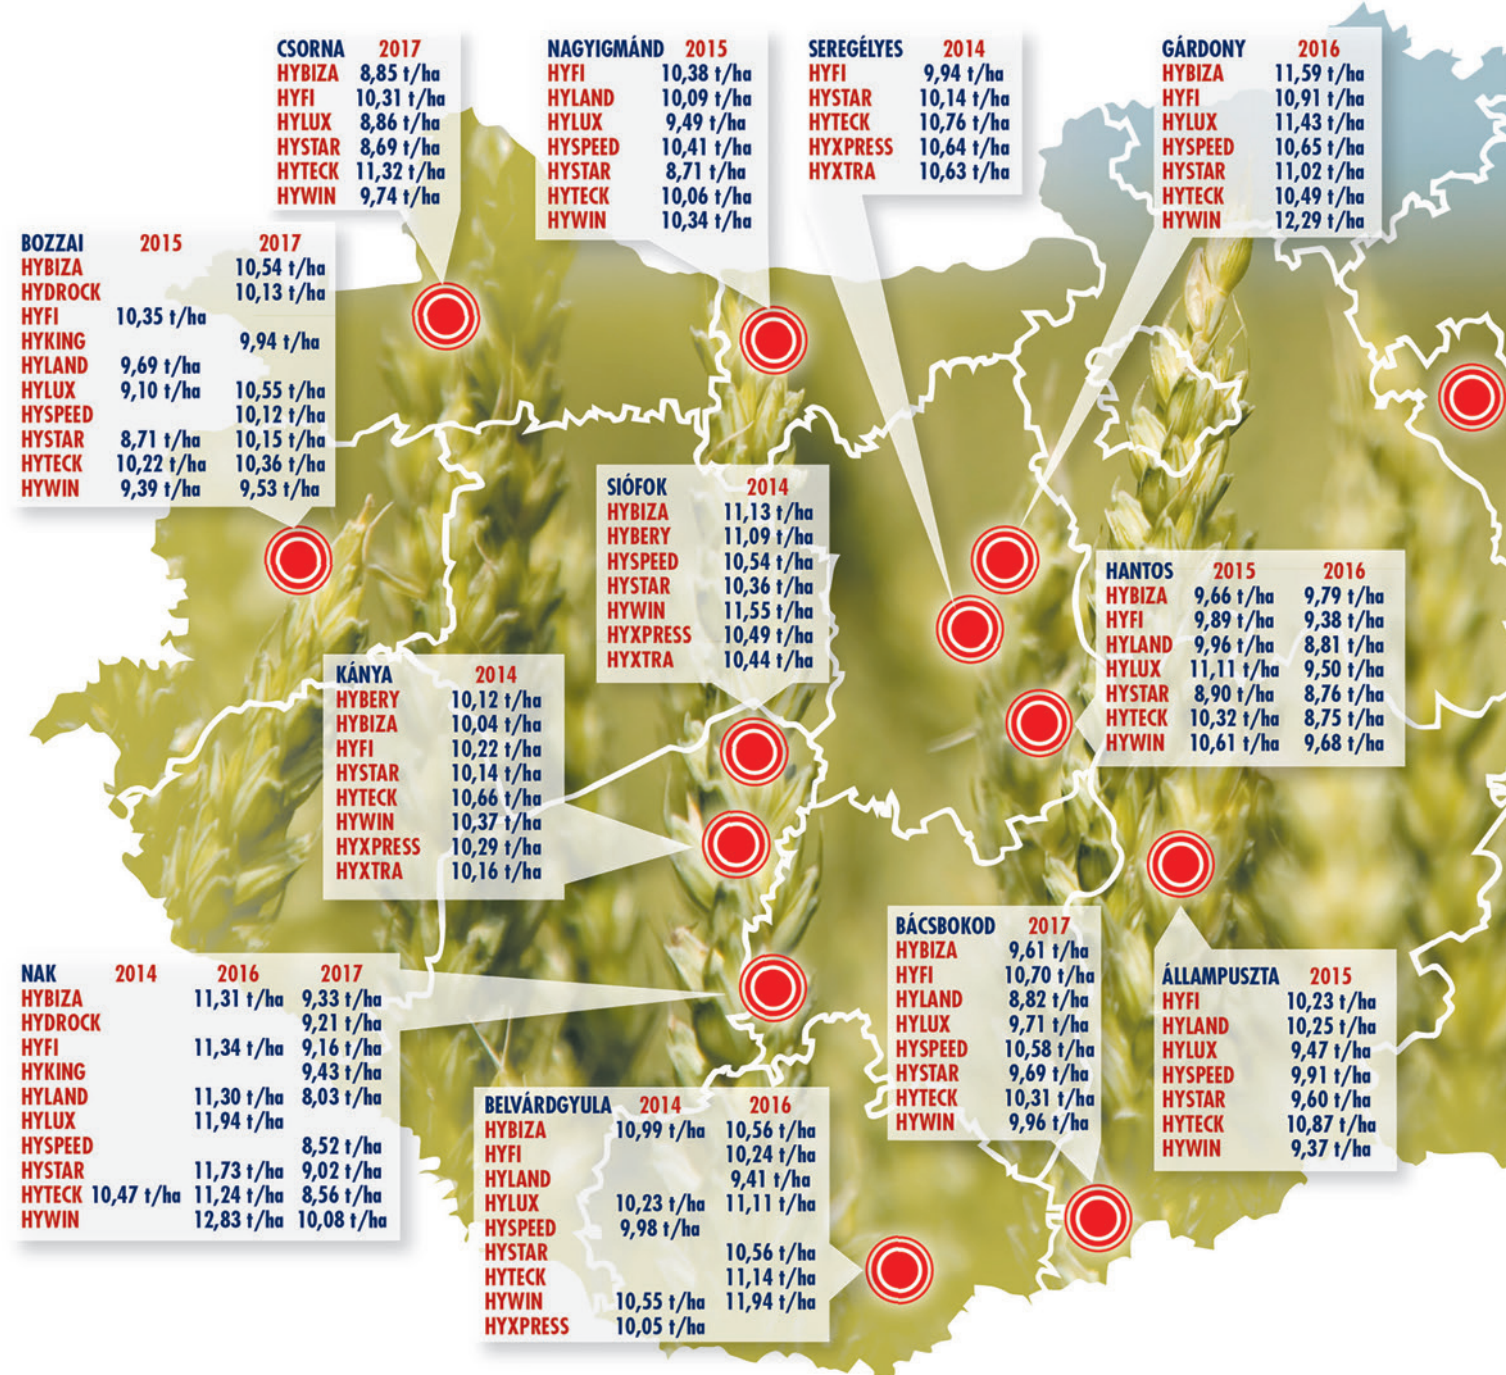 CSORNA 2017
HYBIZA 8,85 t/ha
HYFI 10,31 t/ha
HYLUX 8,86 t/ha
HYSTAR 8,69 t/ha
HYTECK 11,32 t/ha
HYWIN 9,74 t/ha
NAGYIGMÁND 2015
HYFI 10,38 t/ha
HYLAND 10,09 t/ha
HYLUX 9,49 t/ha
HYSPEED 10,41 t/ha
HYSTAR 8,71 t/ha
HYTECK 10,06 t/ha
HYWIN 10,34 t/ha
SEREGÉLYES 2014
HYFI 9,94 t/ha
HYSTAR 10,14 t/ha
HYTECK 10,76 t/ha
HYXPRESS 10,64 t/ha
HYXTRA 10,63 t/ha
GÁRDONY 2016
HYBIZA 11,59 t/ha
HYFI 10,91 t/ha
HYLUX 11,43 t/ha
HYSPEED 10,65 t/ha
HYSTAR 11,02 t/ha
HYTECK 10,49 t/ha
HYWIN 12,29 t/ha
BOZZAI 2015 2017
HYBIZA 10,54 t/ha
HYDROCK 10,13 t/ha
HYFI 10,35 t/ha
HYKING 9,94 t/ha
HYLAND 9,69 t/ha
HYLUX 9,10 t/ha 10,55 t/ha
HYSPEED 10,12 t/ha
HYSTAR 8,71 t/ha 10,15 t/ha
HYTECK 10,22 t/ha 10,36 t/ha
HYWIN 9,39 t/ha 9,53 t/ha
SIÓFOK 2014
HYBIZA 11,13 t/ha
HYBERY 11,09 t/ha
HYSPEED 10,54 t/ha
HYSTAR 10,36 t/ha
HYWIN 11,55 t/ha
HYXPRESS 10,49 t/ha
HYXTRA 10,44 t/ha
HANTOS 2015 2016
HYBIZA 9,66 t/ha 9,79 t/ha
HYFI 9,89 t/ha 9,38 t/ha
HYLAND 9,96 t/ha 8,81 t/ha
HYLUX 11,11 t/ha 9,50 t/ha
HYSTAR 8,90 t/ha 8,76 t/ha
HYTECK 10,32 t/ha 8,75 t/ha
HYWIN 10,61 t/ha 9,68 t/ha
KÁNYA 2014
HYBERY 10,12 t/ha
HYBIZA 10,04 t/ha
HYFI 10,22 t/ha
HYSTAR 10,14 t/ha
HYTECK 10,66 t/ha
HYWIN 10,37 t/ha
HYXPRESS 10,29 t/ha
HYXTRA 10,16 t/ha
NAK 2014 2016 2017
HYBIZA 11,31 t/ha 9,33 t/ha
HYDROCK 9,21 t/ha
HYFI 11,34 t/ha 9,16 t/ha
HYKING 9,43 t/ha
HYLAND 11,30 t/ha 8,03 t/ha
HYLUX 11,94 t/ha
HYSPEED 8,52 t/ha
HYSTAR 11,73 t/ha 9,02 t/ha
HYTECK 10,47 t/ha 11,24 t/ha 8,56 t/ha
HYWIN 12,83 t/ha 10,08 t/ha
BELVÁRDGYULA 2014 2016
HYBIZA 10,99 t/ha 10,56 t/ha
HYFI 10,24 t/ha
HYLAND 9,41 t/ha
HYLUX 10,23 t/ha 11,11 t/ha
HYSPEED 9,98 t/ha
HYSTAR 10,56 t/ha
HYTECK 11,14 t/ha
HYWIN 10,55 t/ha 11,94 t/ha
HYXPRESS 10,05 t/ha
BÁCSBOKOD 2017
HYBIZA 9,61 t/ha
HYFI 10,70 t/ha
HYLAND 8,82 t/ha
HYLUX 9,71 t/ha
HYSPEED 10,58 t/ha
HYSTAR 9,69 t/ha
HYTECK 10,31 t/ha
HYWIN 9,96 t/ha
ÁLLAMPUSZTA 2015
HYFI 10,23 t/ha
HYLAND 10,25 t/ha
HYLUX 9,47 t/ha
HYSPEED 9,91 t/ha
HYSTAR 9,60 t/ha
HYTECK 10,87 t/ha
HYWIN 9,37 t/ha